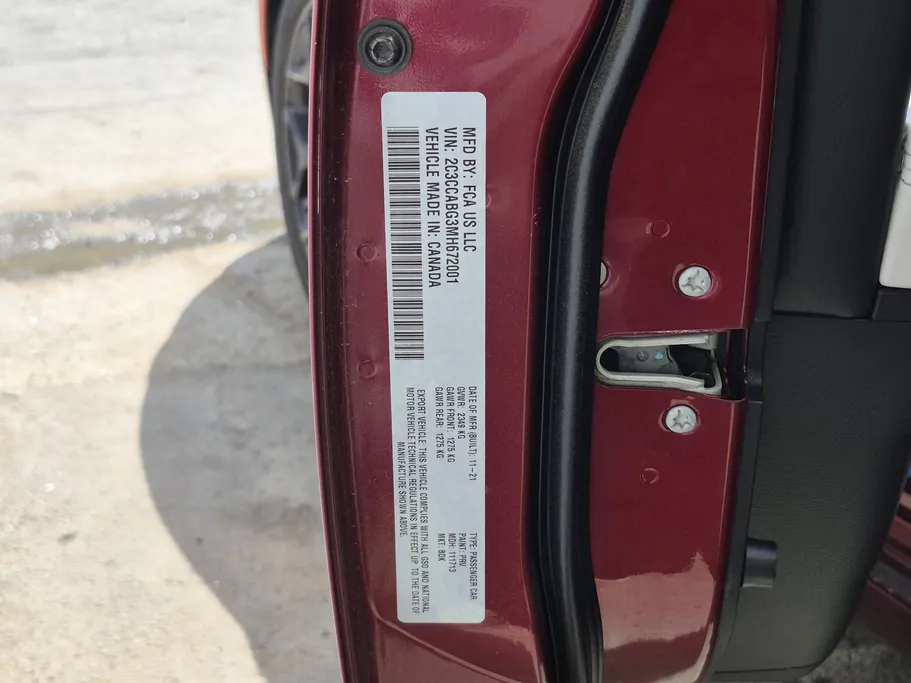 MFD BY: FCA US LLC
VIN: 2C3CCABG3MH672001
VEHICLE MADE IN: CANADA
DATE OF MFR (BUILT): 11-21
GVWR: 2349 KG
GAWR FRONT: 1275 KG
GAWR REAR: 1275 KG
TYPE: PASSENGER CAR
PAINT: PRV
MDH: 111713
MKT: BDK
EXPORT VEHICLE: THIS VEHICLE COMPLIES WITH ALL GSO AND NATIONAL
MOTOR VEHICLE TECHNICAL REGULATIONS IN EFFECT UP TO THE DATE OF
MANUFACTURE SHOWN ABOVE.